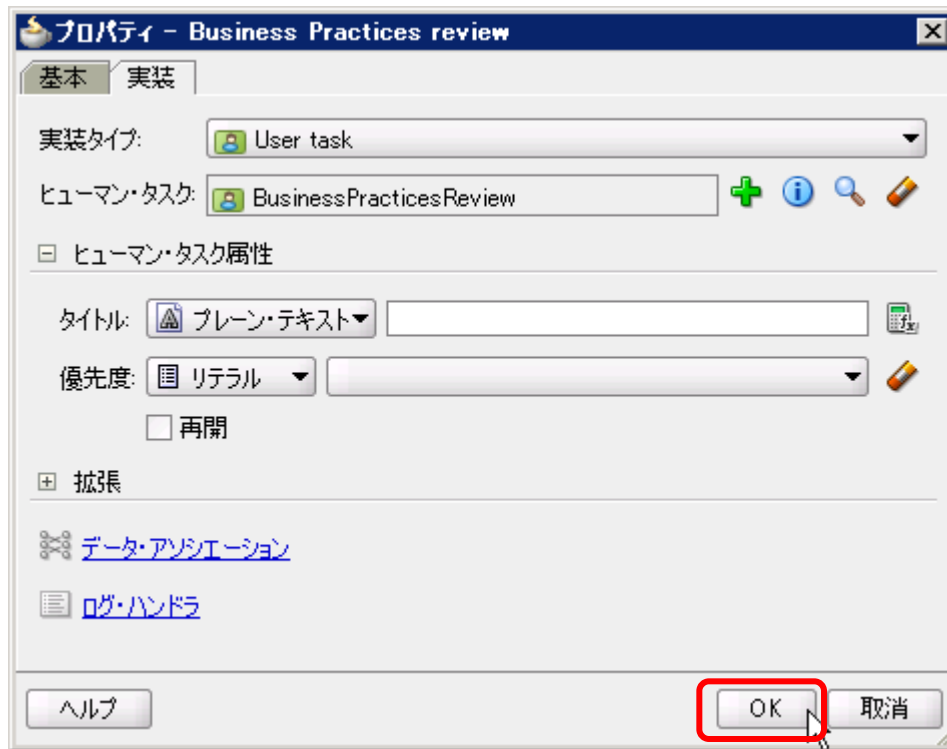 プロパティ - Business Practices review
基本 実装
実装タイプ: User task
ヒューマン・タスク: BusinessPracticesReview
ヒューマン・タスク属性
タイトル: プレーン・テキスト
優先度: リテラル
再開
拡張
データ・アソシエーション
ログ・ハンドラ
ヘルプ OK 取消